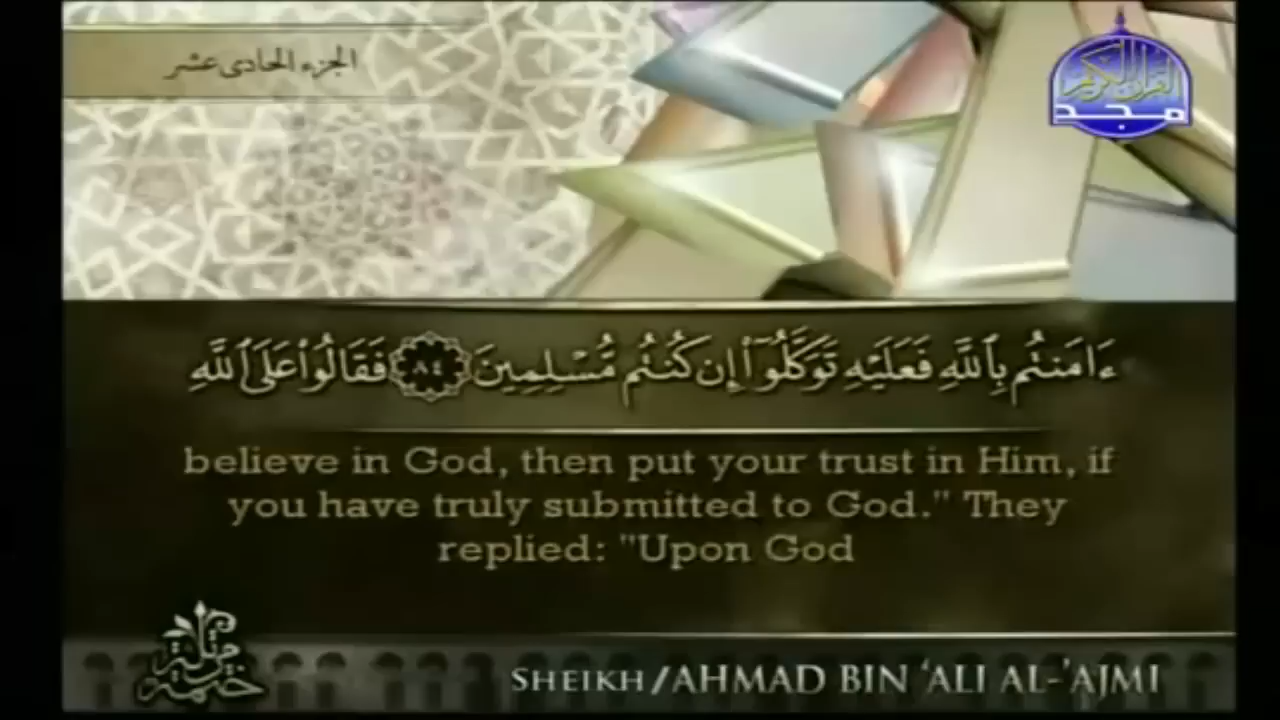 الجزء الحادى عشر
القرآن الكريم
مجد
ءَامَنتُم بِٱللَّهِ فَعَلَيْهِ تَوَكَّلُوٓا۟ إِن كُنتُم مُّسْلِمِينَ ٨٤ فَقَالُوا۟ عَلَى ٱللَّهِ
believe in God, then put your trust in Him, if
you have truly submitted to God." They
replied: "Upon God
ختمة مرتلة
SHEIKH/AHMAD BIN 'ALI AL-'AJMI